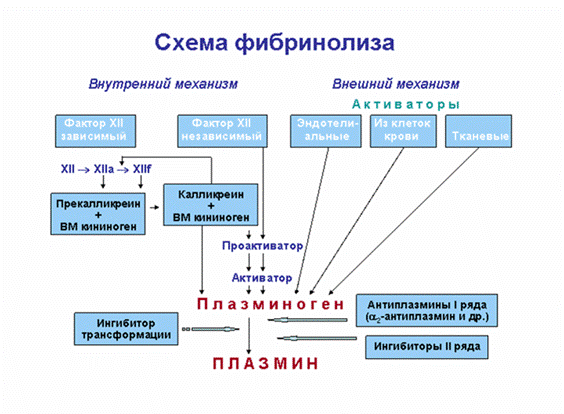 Схема фибринолиза
Внутренний механизм
Внешний механизм
Активаторы
Фактор XII
зависимый
Фактор XII
независимый
Эндотели-
альные
Из клеток
крови
Тканевые
XII → XIIa → XIIf
Прекалликреин
+
ВМ кининоген
Калликреин
+
ВМ кининоген
Проактиватор
Активатор
Плазминоген
Ингибитор
трансформации
Антиплазмины I ряда
(α2-антиплазмин и др.)
Ингибиторы II ряда
ПЛАЗМИН